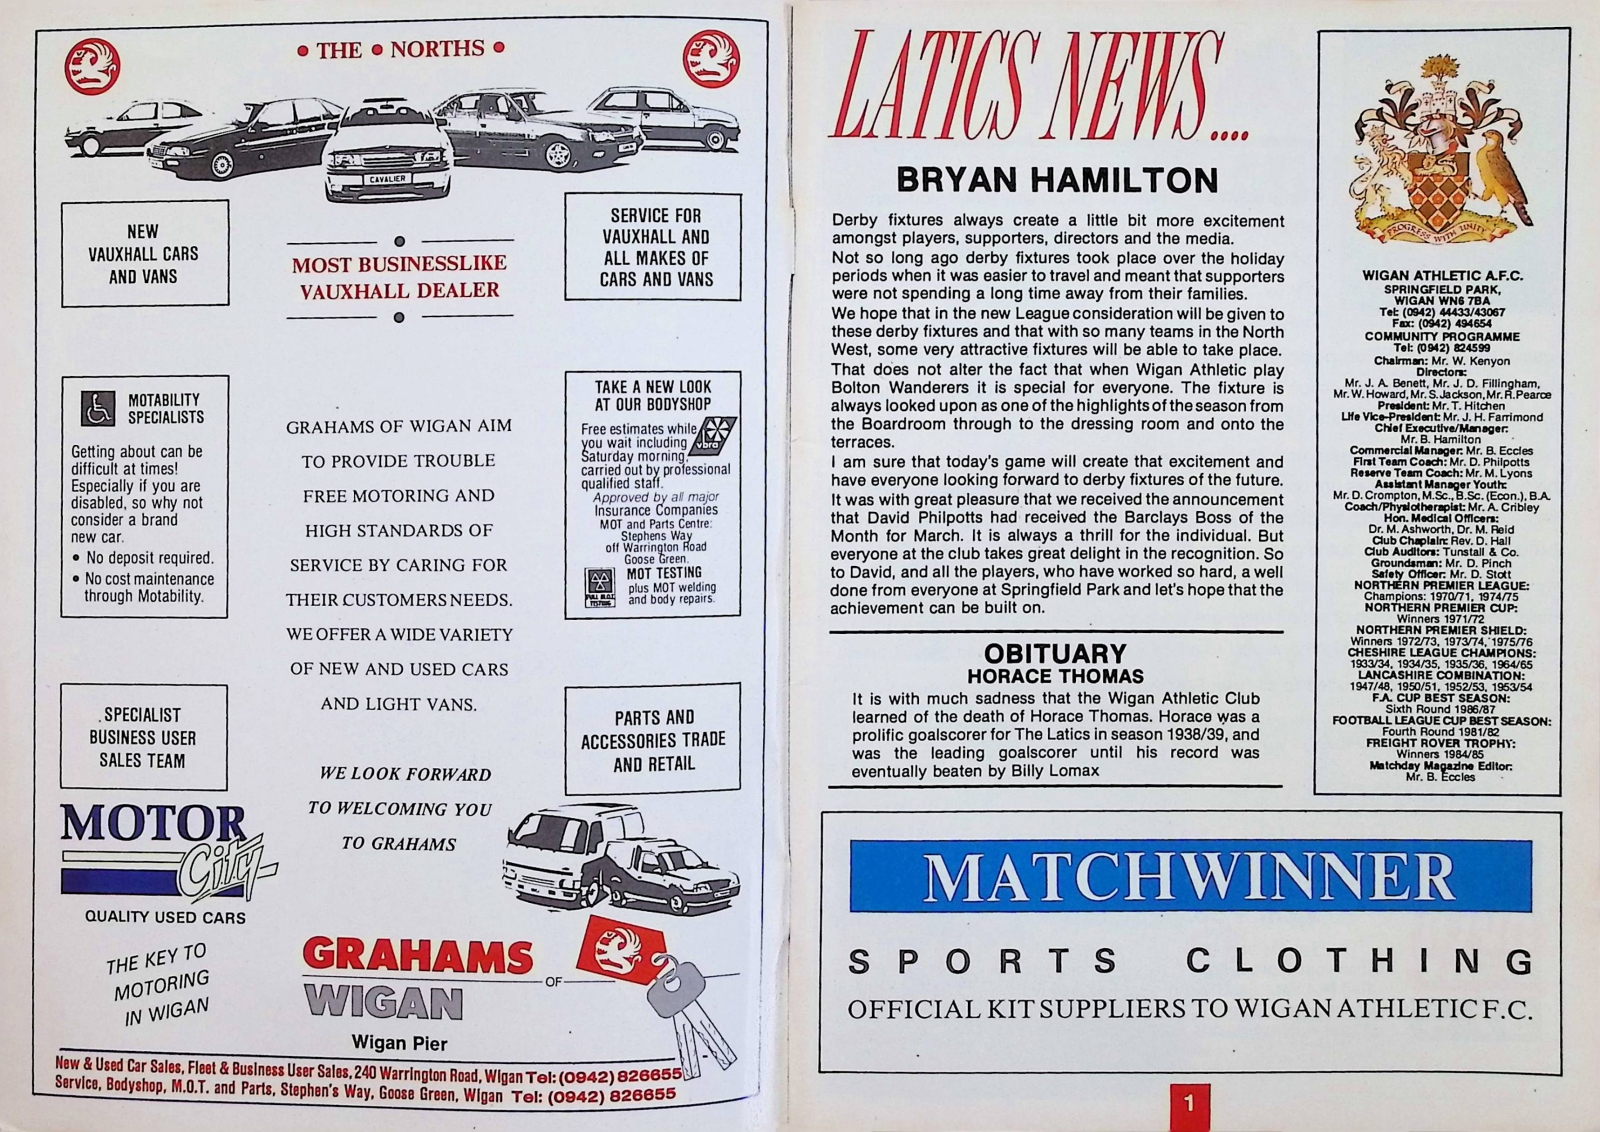 • THE • NORTHS •
CAVALIER
NEW
VAUXHALL CARS
AND VANS
MOST BUSINESSLIKE
VAUXHALL DEALER
SERVICE FOR
VAUXHALL AND
ALL MAKES OF
CARS AND VANS
MOTABILITY
SPECIALISTS
Getting about can be
difficult at times!
Especially if you are
disabled, so why not
consider a brand
new car.
• No deposit required.
• No cost maintenance
through Motability.
GRAHAMS OF WIGAN AIM
TO PROVIDE TROUBLE
FREE MOTORING AND
HIGH STANDARDS OF
SERVICE BY CARING FOR
THEIR CUSTOMERS NEEDS.
WE OFFER A WIDE VARIETY
OF NEW AND USED CARS
AND LIGHT VANS.
WE LOOK FORWARD
TO WELCOMING YOU
TO GRAHAMS
TAKE A NEW LOOK
AT OUR BODYSHOP
Free estimates while
you wait including
Saturday morning,
carried out by professional
qualified staff.
vbra
Approved by all major
Insurance Companies
MOT and Parts Centre:
Stephens Way
off Warrington Road
Goose Green.
MOT TESTING
plus MOT welding
and body repairs.
FULL M.O.T.
TESTING
SPECIALIST
BUSINESS USER
SALES TEAM
PARTS AND
ACCESSORIES TRADE
AND RETAIL
MOTOR
City
QUALITY USED CARS
THE KEY TO
MOTORING
IN WIGAN
GRAHAMS
OF
WIGAN
Wigan Pier
New & Used Car Sales, Fleet & Business User Sales, 240 Warrington Road, Wigan Tel: (0942) 826655
Service, Bodyshop, M.O.T. and Parts, Stephen's Way, Goose Green, Wigan Tel: (0942) 826655
LATICS NEWS....
BRYAN HAMILTON
Derby fixtures always create a little bit more excitement
amongst players, supporters, directors and the media.
Not so long ago derby fixtures took place over the holiday
periods when it was easier to travel and meant that supporters
were not spending a long time away from their families.
We hope that in the new League consideration will be given to
these derby fixtures and that with so many teams in the North
West, some very attractive fixtures will be able to take place.
That does not alter the fact that when Wigan Athletic play
Bolton Wanderers it is special for everyone. The fixture is
always looked upon as one of the highlights of the season from
the Boardroom through to the dressing room and onto the
terraces.
I am sure that today's game will create that excitement and
have everyone looking forward to derby fixtures of the future.
It was with great pleasure that we received the announcement
that David Philpotts had received the Barclays Boss of the
Month for March. It is always a thrill for the individual. But
everyone at the club takes great delight in the recognition. So
to David, and all the players, who have worked so hard, a well
done from everyone at Springfield Park and let's hope that the
achievement can be built on.
OBITUARY
HORACE THOMAS
It is with much sadness that the Wigan Athletic Club
learned of the death of Horace Thomas. Horace was a
prolific goalscorer for The Latics in season 1938/39, and
was the leading goalscorer until his record was
eventually beaten by Billy Lomax
PROGRESS WITH UNITY
WIGAN ATHLETIC A.F.C.
SPRINGFIELD PARK,
WIGAN WN6 7BA
Tel: (0942) 44433/43067
Fax: (0942) 494654
COMMUNITY PROGRAMME
Tel: (0942) 824599
Chairman: Mr. W. Kenyon
Directors:
Mr. J. A. Benett, Mr. J. D. Fillingham,
Mr. W. Howard, Mr. S. Jackson, Mr. R. Pearce
President: Mr. T. Hitchen
Life Vice-President: Mr. J. H. Farrimond
Chief Executive/Manager:
Mr. B. Hamilton
Commercial Manager: Mr. B. Eccles
First Team Coach: Mr. D. Philpotts
Reserve Team Coach: Mr. M. Lyons
Assistant Manager Youth:
Mr. D. Crompton, M.Sc., B.Sc. (Econ.), B.A.
Coach/Physiotherapist: Mr. A. Cribley
Hon. Medical Officers:
Dr. M. Ashworth, Dr. M. Reid
Club Chaplain: Rev. D. Hall
Club Auditors: Tunstall & Co.
Groundsman: Mr. D. Pinch
Safety Officer: Mr. D. Stott
NORTHERN PREMIER LEAGUE:
Champions: 1970/71, 1974/75
NORTHERN PREMIER CUP:
Winners 1971/72
NORTHERN PREMIER SHIELD:
Winners 1972/73, 1973/74, 1975/76
CHESHIRE LEAGUE CHAMPIONS:
1933/34, 1934/35, 1935/36, 1964/65
LANCASHIRE COMBINATION:
1947/48, 1950/51, 1952/53, 1953/54
F.A. CUP BEST SEASON:
Sixth Round 1986/87
FOOTBALL LEAGUE CUP BEST SEASON:
Fourth Round 1981/82
FREIGHT ROVER TROPHY:
Winners 1984/85
Matchday Magazine Editor:
Mr. B. Eccles
MATCHWINNER
SPORTS CLOTHING
OFFICIAL KIT SUPPLIERS TO WIGAN ATHLETIC F.C.
1